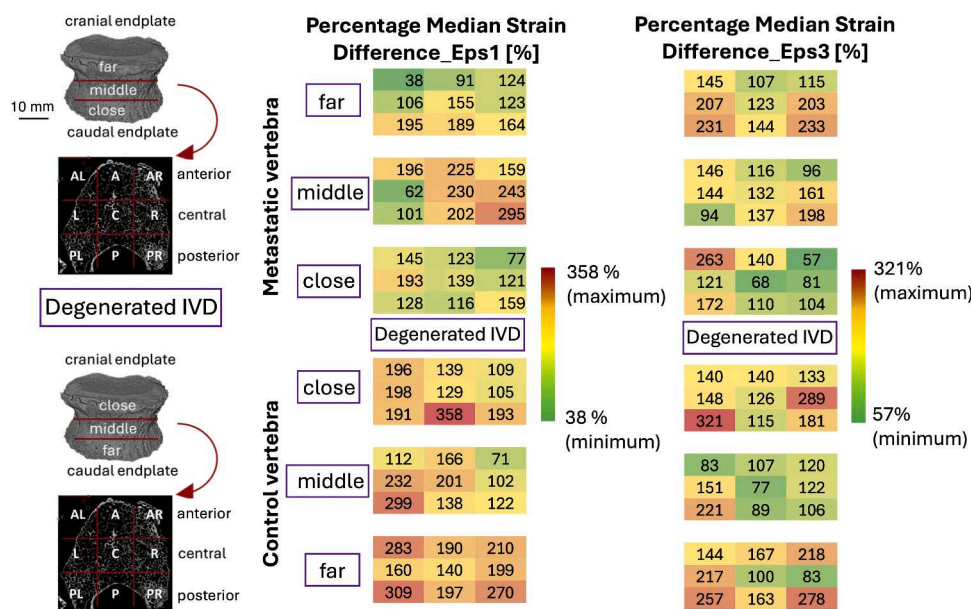 cranial endplate
far
middle
close
10 mm
caudal endplate
AL A AR anterior
L C R central
PL P PR posterior
Degenerated IVD
cranial endplate
close
middle
far
caudal endplate
AL A AR anterior
L C R central
PL P PR posterior
Metastatic vertebra
Control vertebra
Percentage Median Strain
Difference_Eps1 [%]
far
38 91 124
106 155 123
195 189 164
middle
196 225 159
62 230 243
101 202 295
close
145 123 77
193 139 121
128 116 159
Degenerated IVD
close
196 139 109
198 129 105
191 358 193
middle
112 166 71
232 201 102
299 138 122
far
283 190 210
160 140 199
309 197 270
358 %
(maximum)
38 %
(minimum)
Percentage Median Strain
Difference_Eps3 [%]
145 107 115
207 123 203
231 144 233
146 116 96
144 132 161
94 137 198
263 140 57
121 68 81
172 110 104
Degenerated IVD
140 140 133
148 126 289
321 115 181
83 107 120
151 77 122
221 89 106
144 167 218
217 100 83
257 163 278
321%
(maximum)
57%
(minimum)